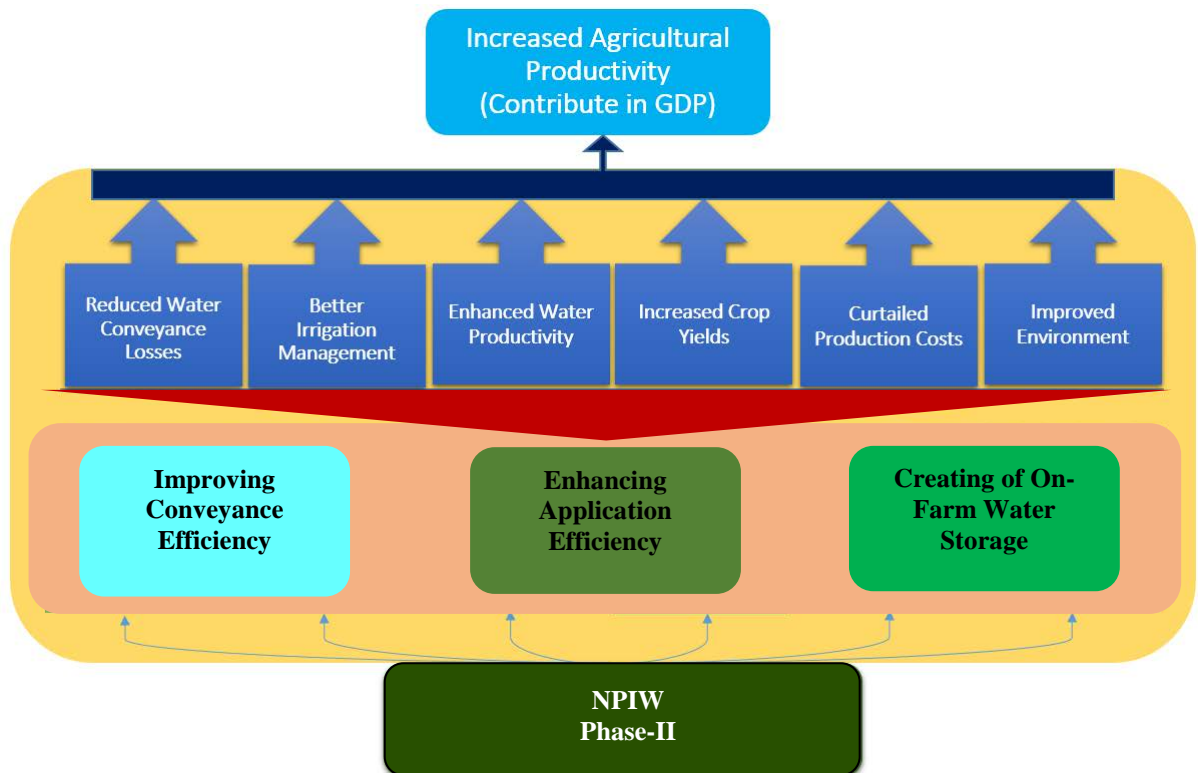 Increased Agricultural
Productivity
(Contribute in GDP)
Reduced Water
Conveyance
Losses
Better
Irrigation
Management
Enhanced Water
Productivity
Increased Crop
Yields
Curtailed
Production Costs
Improved
Environment
Improving
Conveyance
Efficiency
Enhancing
Application
Efficiency
Creating of On-
Farm Water
Storage
NPIW
Phase-II